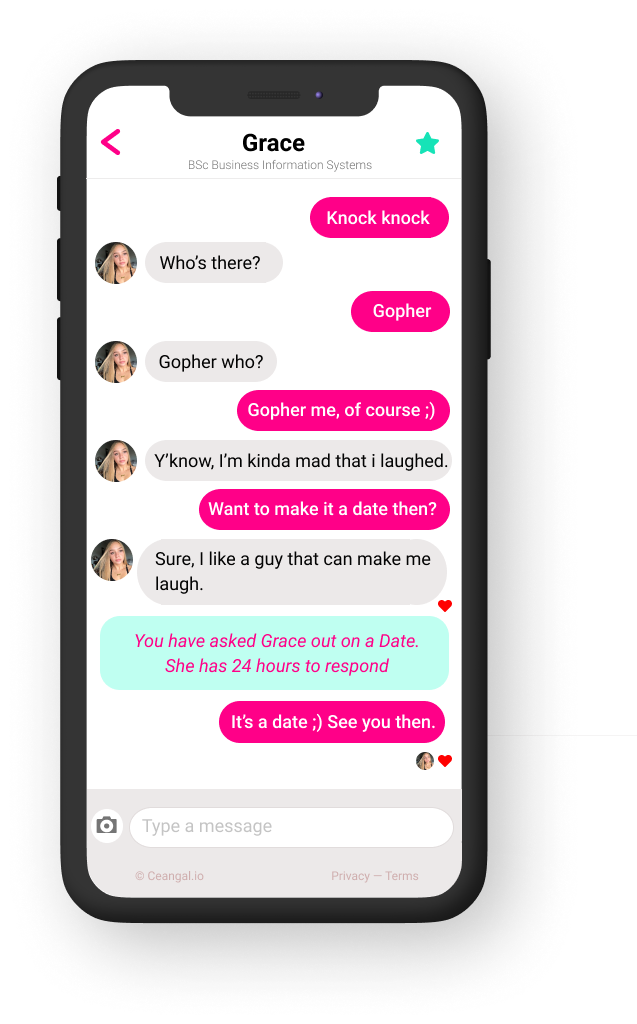 Grace
BSc Business Information Systems
Knock knock
Who's there?
Gopher
Gopher who?
Gopher me, of course ;)
Y'know, I'm kinda mad that i laughed.
Want to make it a date then?
Sure, I like a guy that can make me
laugh.
You have asked Grace out on a Date.
She has 24 hours to respond
It's a date ;) See you then.
Type a message
© Ceangal.io Privacy — Terms